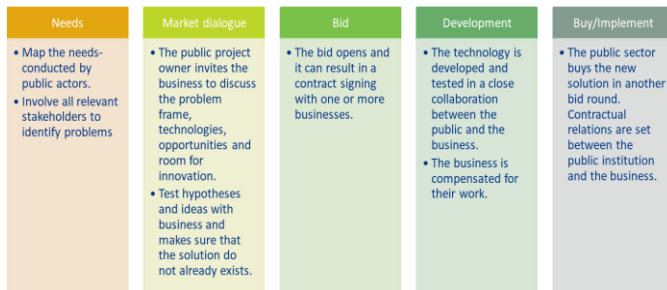 Needs
• Map the needs-
conducted by
public actors.
• Involve all relevant
stakeholders to
identify problems
Market dialogue
• The public project
owner invites the
business to discuss
the problem
frame,
technologies,
opportunities and
room for
innovation.
• Test hypotheses
and ideas with
business and
makes sure that
the solution do
not already exists.
Bid
• The bid opens and
it can result in a
contract signing
with one or more
businesses.
Development
• The technology is
developed and
tested in a close
collaboration
between the
public and the
business.
• The business is
compensated for
their work.
Buy/Implement
• The public sector
buys the new
solution in another
bid round.
Contractual
relations are set
between the
public institution
and the business.